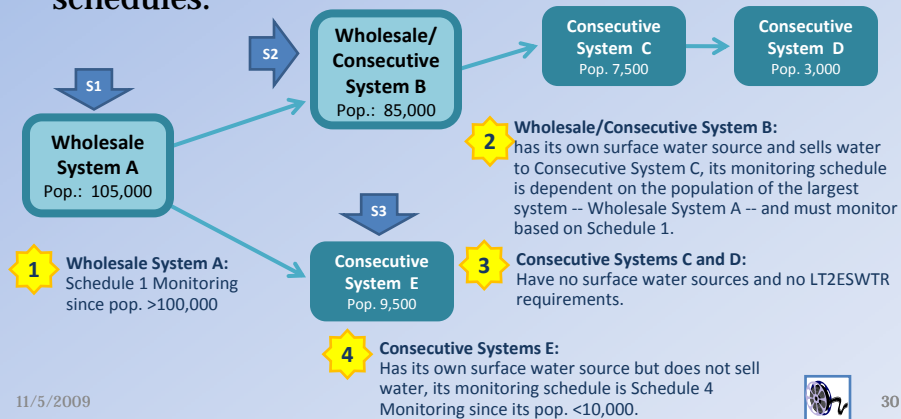 schedules.
S1
Wholesale
System A
Pop.: 105,000
S2
Wholesale/
Consecutive
System B
Pop.: 85,000
Consecutive
System C
Pop. 7,500
Consecutive
System D
Pop. 3,000
S3
Consecutive
System E
Pop. 9,500
1
Wholesale System A:
Schedule 1 Monitoring
since pop. >100,000
2
Wholesale/Consecutive System B:
has its own surface water source and sells water
to Consecutive System C, its monitoring schedule
is dependent on the population of the largest
system -- Wholesale System A -- and must monitor
based on Schedule 1.
3
Consecutive Systems C and D:
Have no surface water sources and no LT2ESWTR
requirements.
4
Consecutive Systems E:
Has its own surface water source but does not sell
water, its monitoring schedule is Schedule 4
Monitoring since its pop. <10,000.
11/5/2009
30